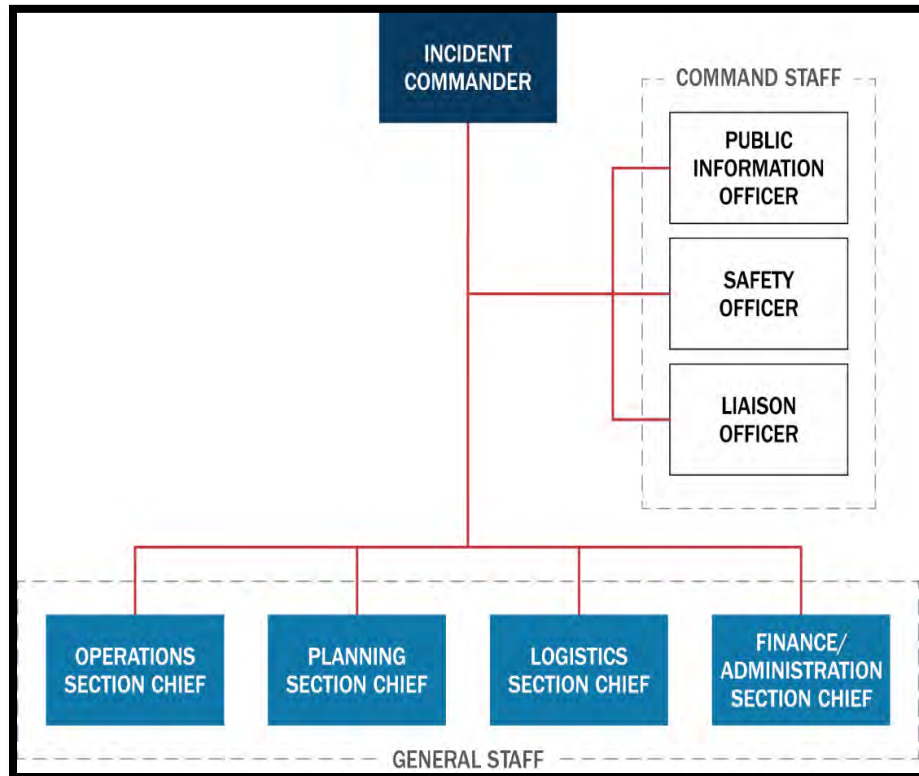 INCIDENT
COMMANDER
COMMAND STAFF
PUBLIC
INFORMATION
OFFICER
SAFETY
OFFICER
LIAISON
OFFICER
OPERATIONS
SECTION CHIEF
PLANNING
SECTION CHIEF
LOGISTICS
SECTION CHIEF
FINANCE/
ADMINISTRATION
SECTION CHIEF
GENERAL STAFF